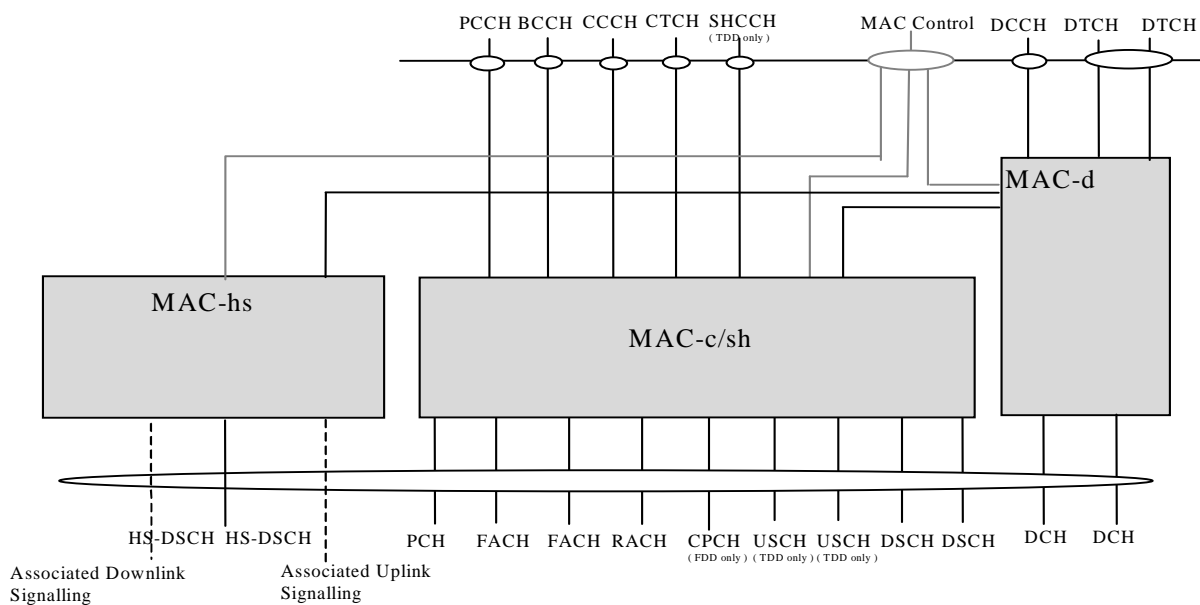 PCCH BCCH CCCH CTCH SHCCH MAC Control DCCH DTCH DTCH
( TDD only )
MAC-d
MAC-hs
MAC-c/sh
HS-DSCH HS-DSCH PCH FACH FACH RACH CPCH USCH USCH DSCH DSCH DCH DCH
( FDD only ) ( TDD only ) ( TDD only )
Associated Downlink
Signalling
Associated Uplink
Signalling